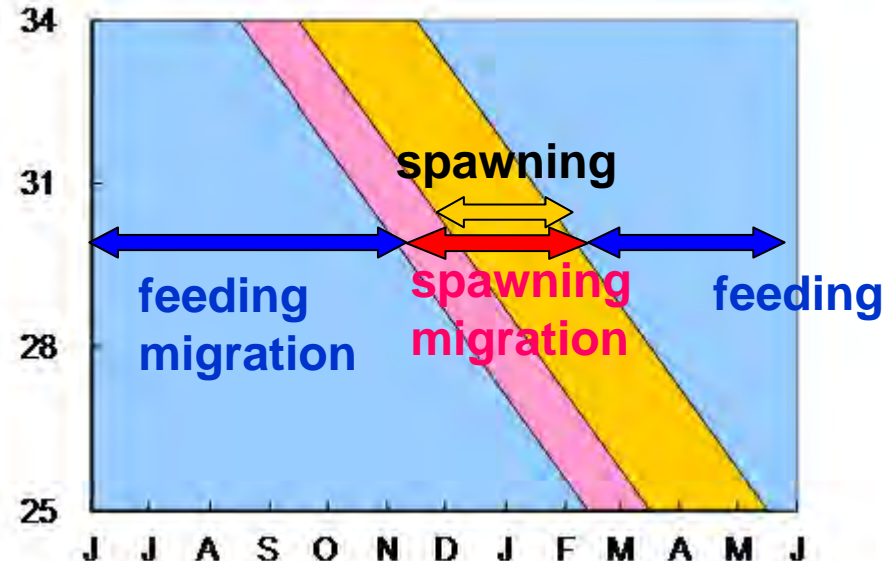 34
spawning
31
feeding
migration
spawning
migration
feeding
28
25
J J A S O N D J F M A M J